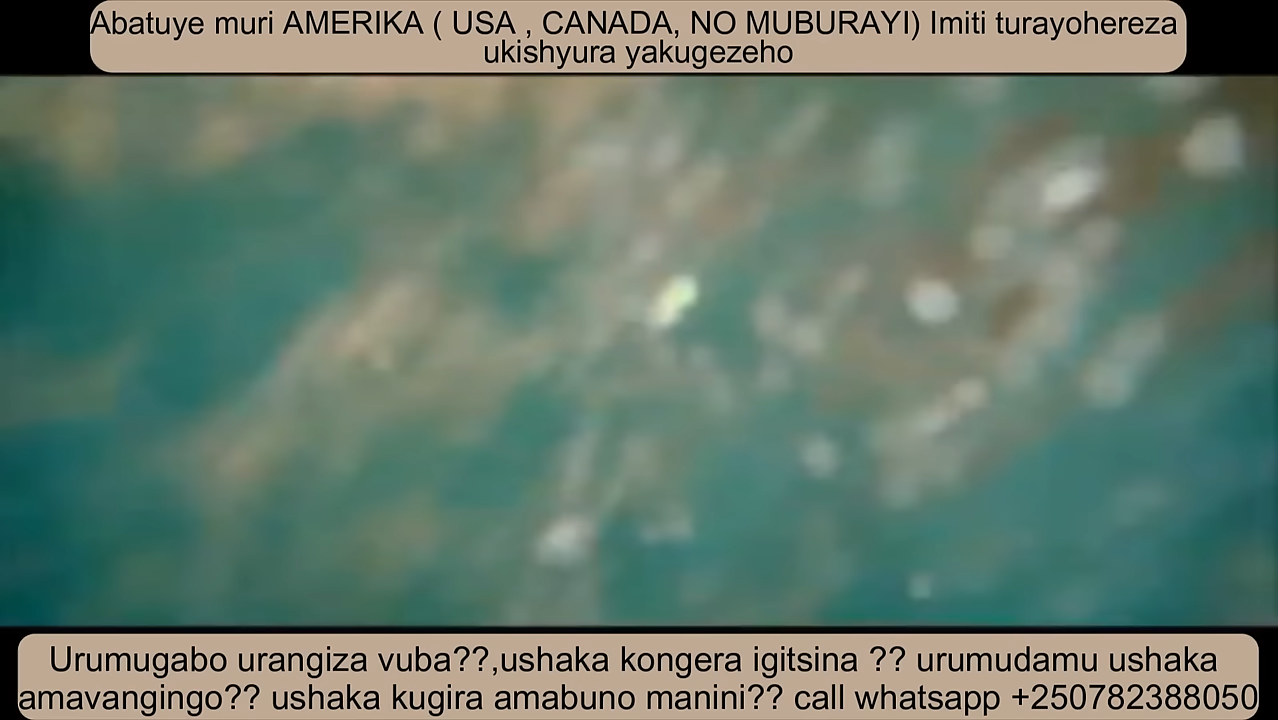 Abatuye muri AMERIKA ( USA , CANADA, NO MUBURAYI) Imiti turayohereza
ukishyura yakugezeho
Urumugabo urangiza vuba??,ushaka kongera igitsina ?? urumudamu ushaka
amavangingo?? ushaka kugira amabuno manini?? call whatsapp +250782388050